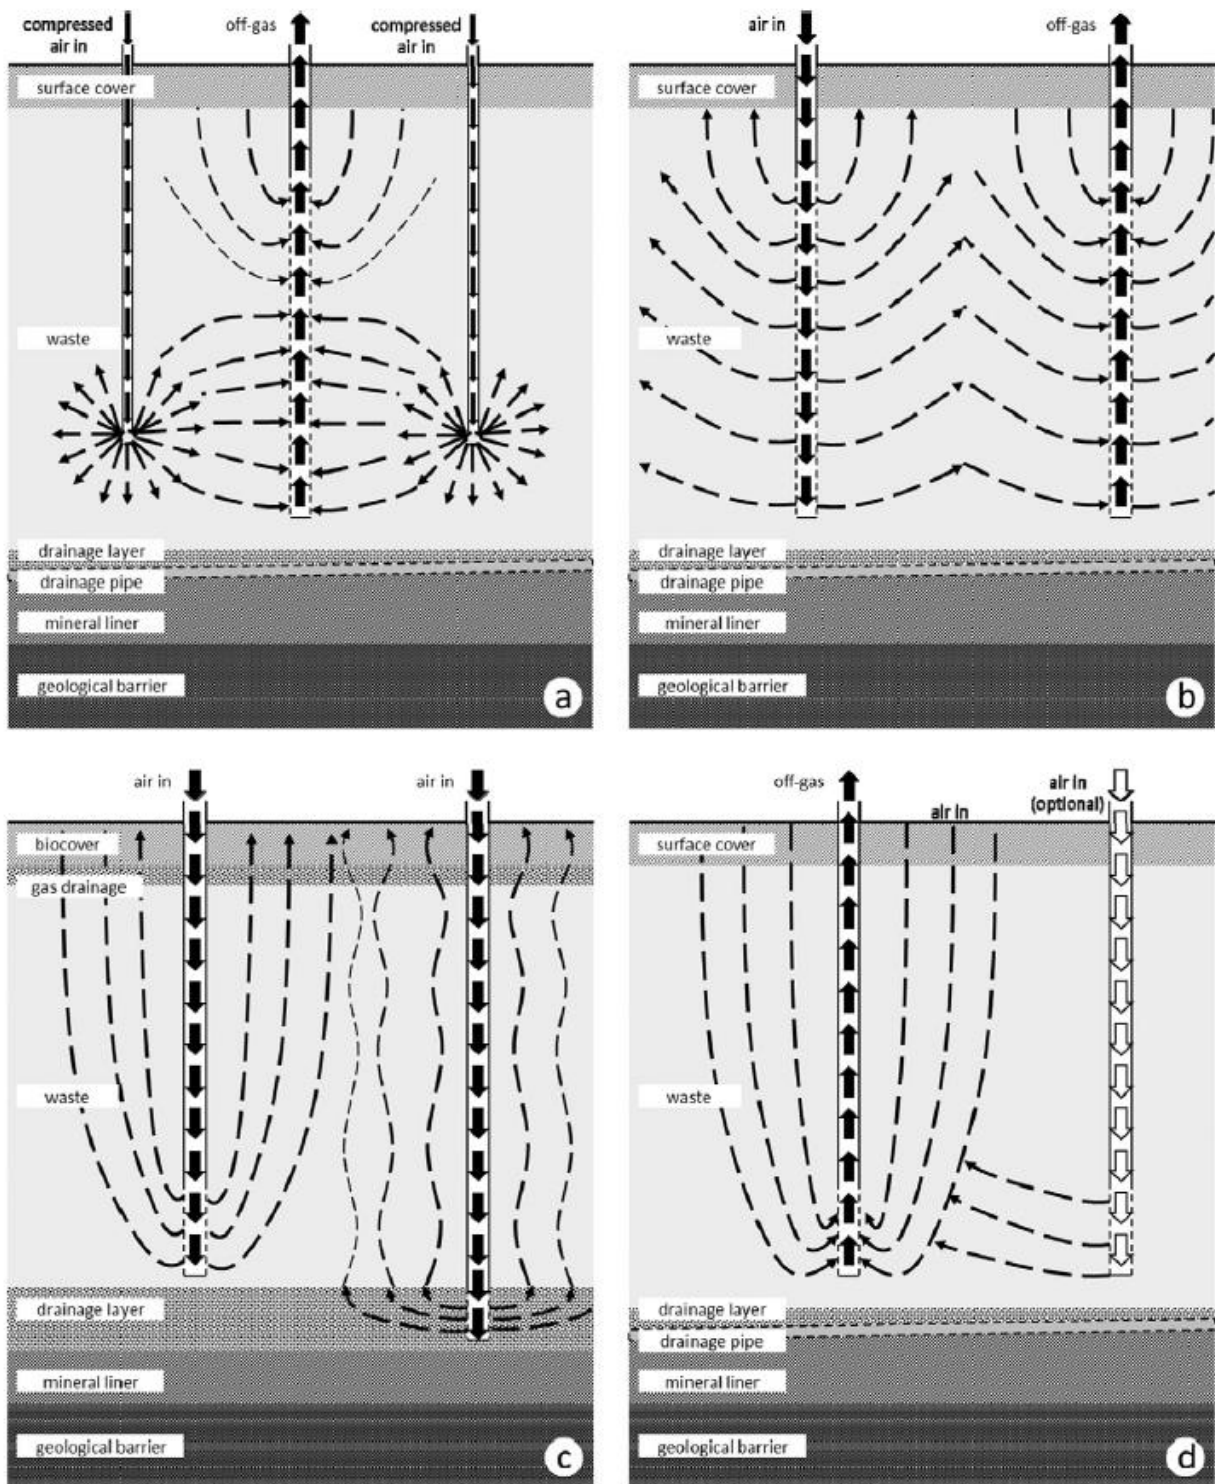 compressed
air in
off-gas
compressed
air in
surface cover
waste
drainage layer
drainage pipe
mineral liner
geological barrier
a
air in
off-gas
surface cover
waste
drainage layer
drainage pipe
mineral liner
geological barrier
b
air in
air in
biocover
gas drainage
waste
drainage layer
mineral liner
geological barrier
c
off-gas
air in
air in
(optional)
surface cover
waste
drainage layer
drainage pipe
mineral liner
geological barrier
d